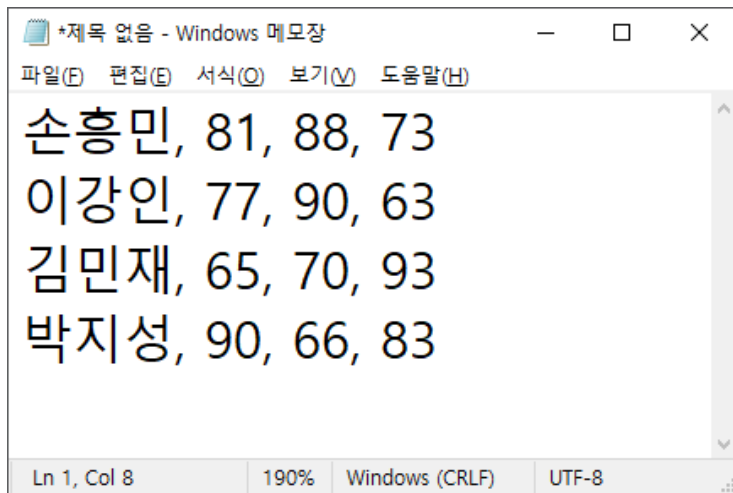 *제목 없음 - Windows 메모장
파일(F) 편집(E) 서식(O) 보기(V) 도움말(H)
손흥민, 81, 88, 73
이강인, 77, 90, 63
김민재, 65, 70, 93
박지성, 90, 66, 83
Ln 1, Col 8 190% Windows (CRLF) UTF-8